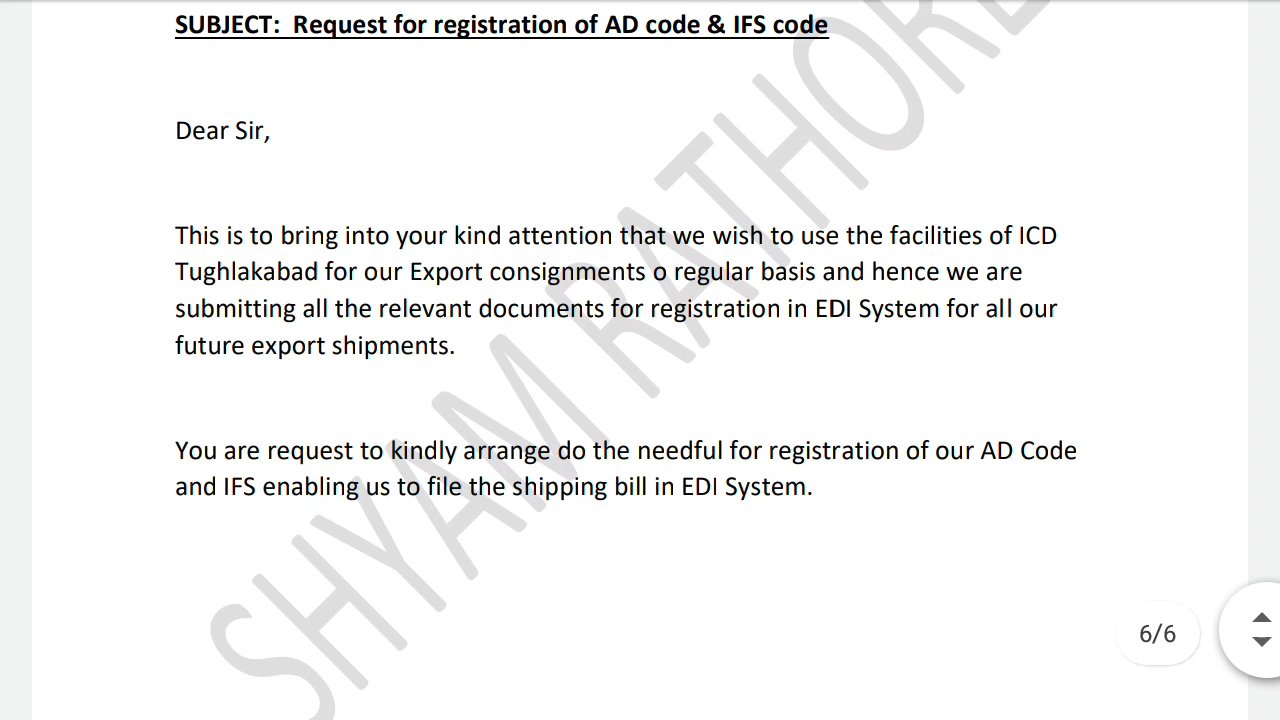 SUBJECT: Request for registration of AD code & IFS code
Dear Sir,
This is to bring into your kind attention that we wish to use the facilities of ICD
Tughlakabad for our Export consignments o regular basis and hence we are
submitting all the relevant documents for registration in EDI System for all our
future export shipments.
You are request to kindly arrange do the needful for registration of our AD Code
and IFS enabling us to file the shipping bill in EDI System.
SHYAM RATHORE
6/6